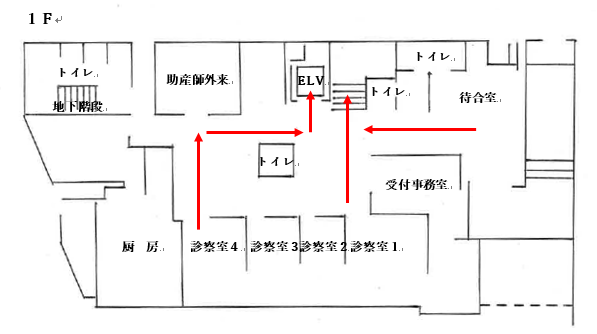 1F
トイレ
トイレ
助産師外来
ELV
トイレ
待合室
地下階段
トイレ
受付事務室
厨　房
診察室4
診察室3
診察室2
診察室1